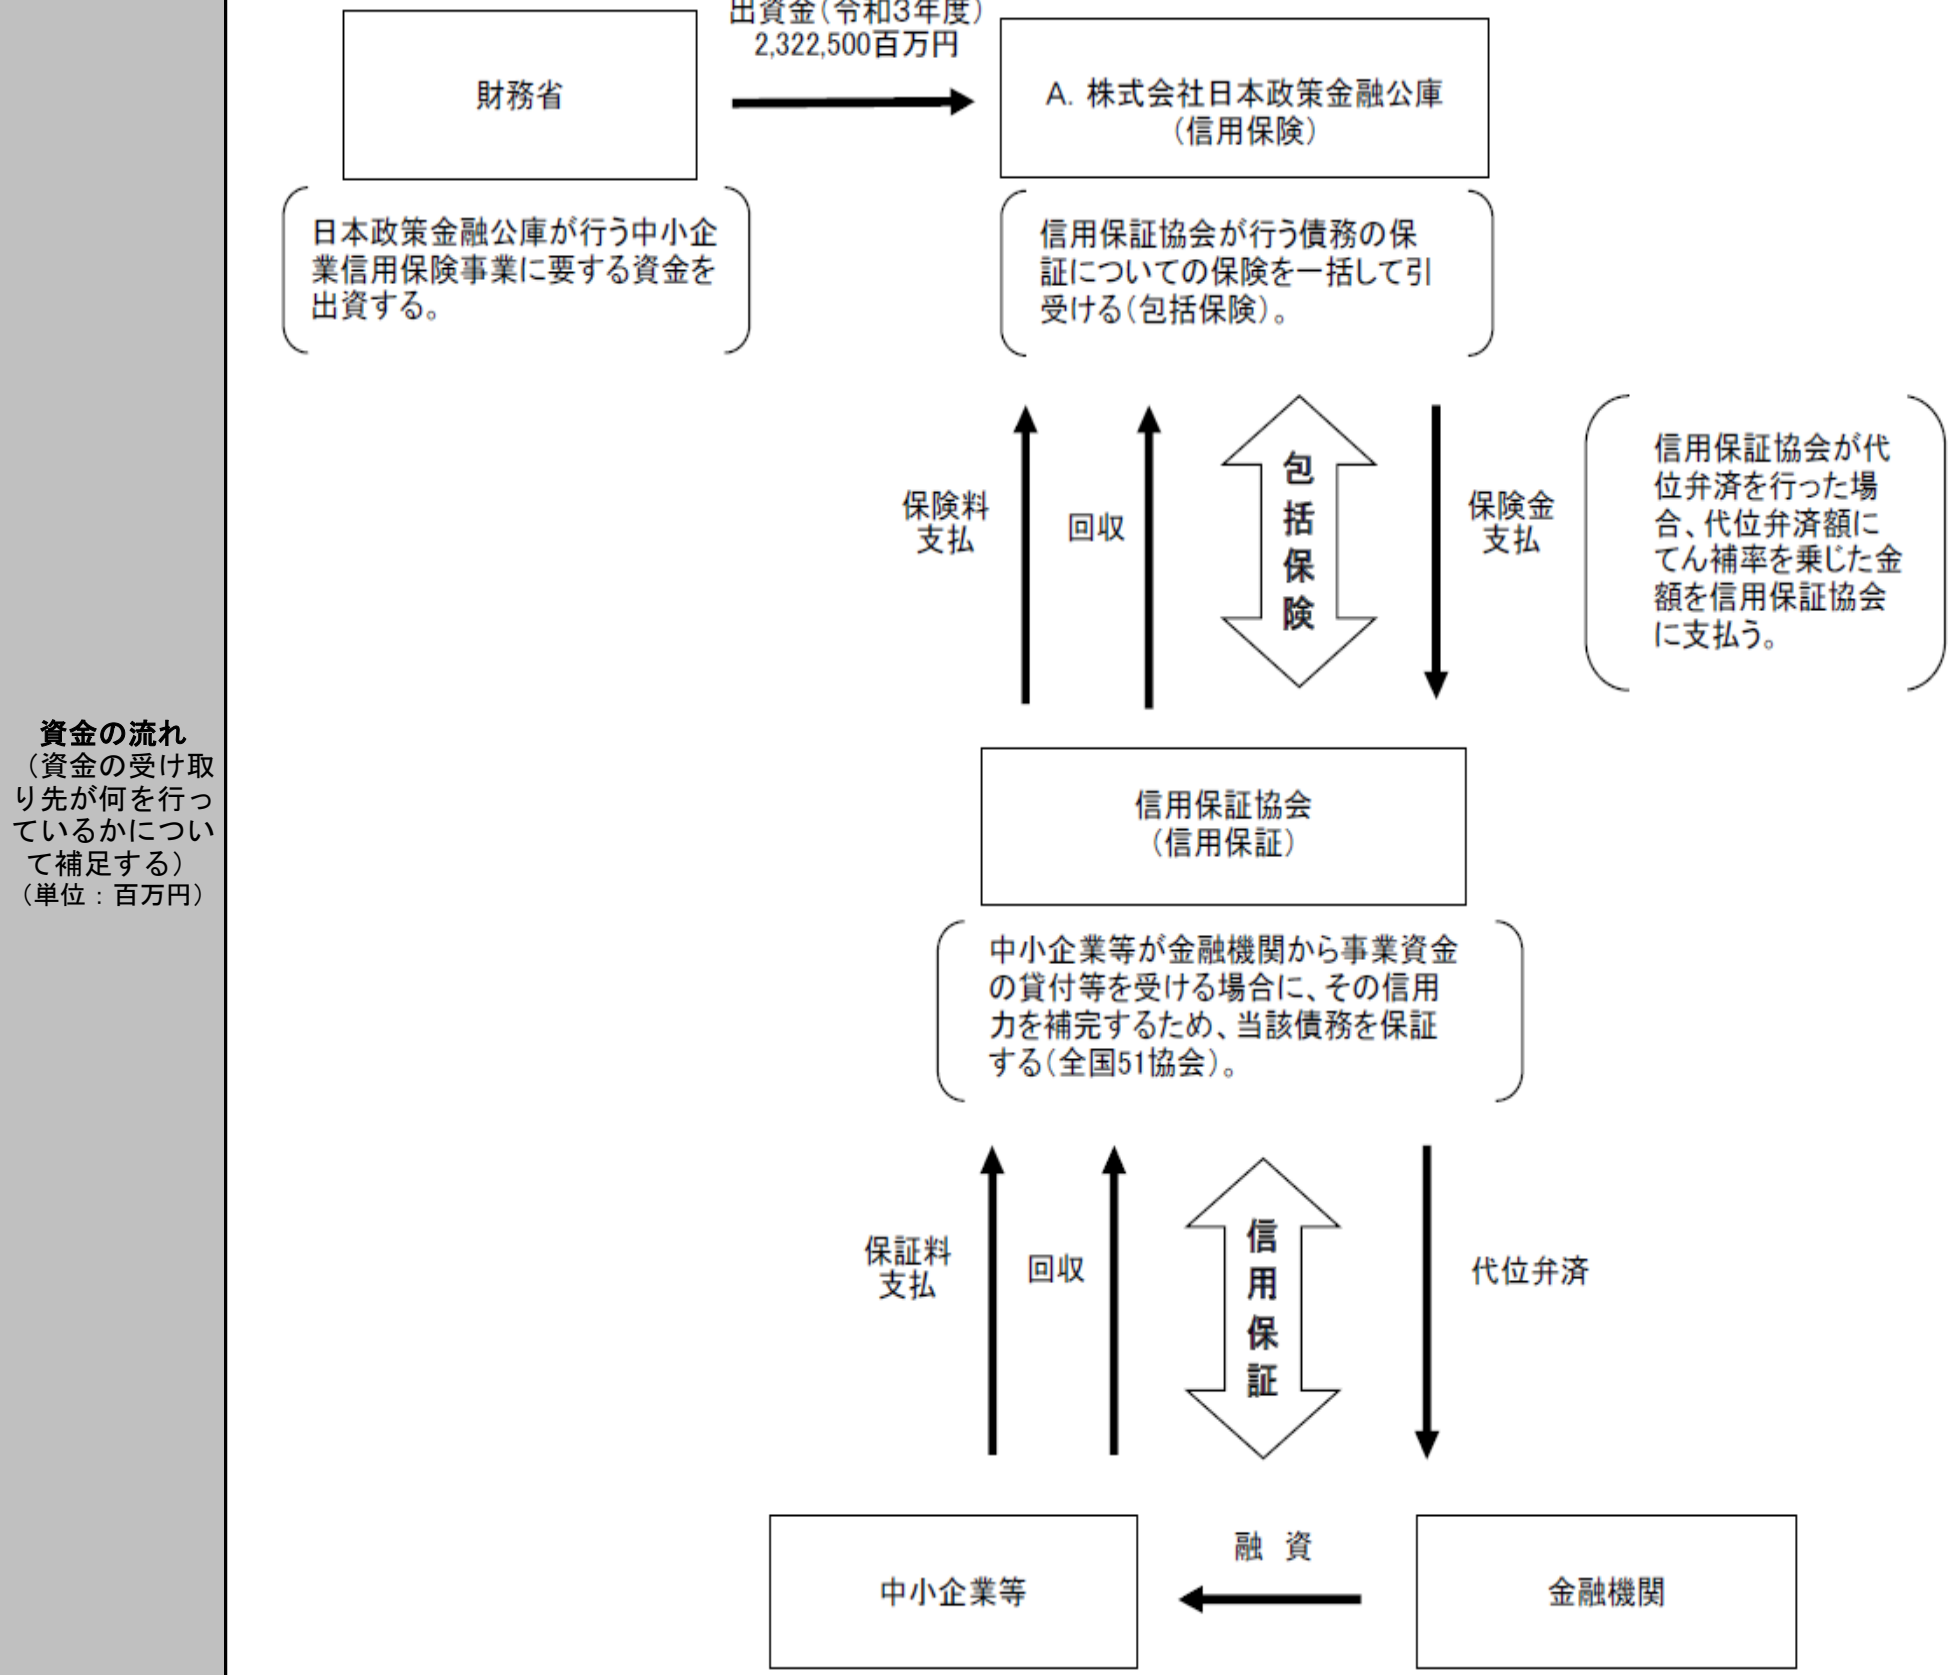 資金の流れ
（資金の受け取
り先が何を行っ
ているかについ
て補足する）
（単位：百万円）
出資金（令和3年度）
2,322,500百万円
財務省
A．株式会社日本政策金融公庫
（信用保険）
日本政策金融公庫が行う中小企
業信用保険事業に要する資金を
出資する。
信用保証協会が行う債務の保
証についての保険を一括して引
受ける（包括保険）。
保険料
支払
回収
包括保険
保険金
支払
信用保証協会が代
位弁済を行った場
合、代位弁済額に
てん補率を乗じた金
額を信用保証協会
に支払う。
信用保証協会
（信用保証）
中小企業等が金融機関から事業資金
の貸付等を受ける場合に、その信用
力を補完するため、当該債務を保証
する（全国51協会）。
保証料
支払
回収
信用保証
代位弁済
中小企業等
融　資
金融機関